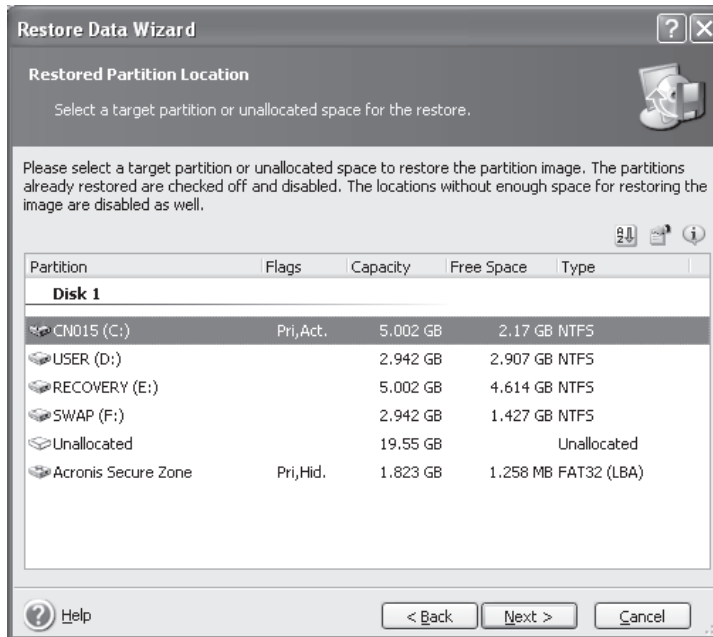 Restore Data Wizard
Restored Partition Location
Select a target partition or unallocated space for the restore.
Please select a target partition or unallocated space to restore the partition image. The partitions
already restored are checked off and disabled. The locations without enough space for restoring the
image are disabled as well.
Partition Flags Capacity Free Space Type
Disk 1
CN015 (C:) Pri,Act. 5.002 GB 2.17 GB NTFS
USER (D:) 2.942 GB 2.907 GB NTFS
RECOVERY (E:) 5.002 GB 4.614 GB NTFS
SWAP (F:) 2.942 GB 1.427 GB NTFS
Unallocated 19.55 GB Unallocated
Acronis Secure Zone Pri,Hid. 1.823 GB 1.258 MB FAT32 (LBA)
Help < Back Next > Cancel